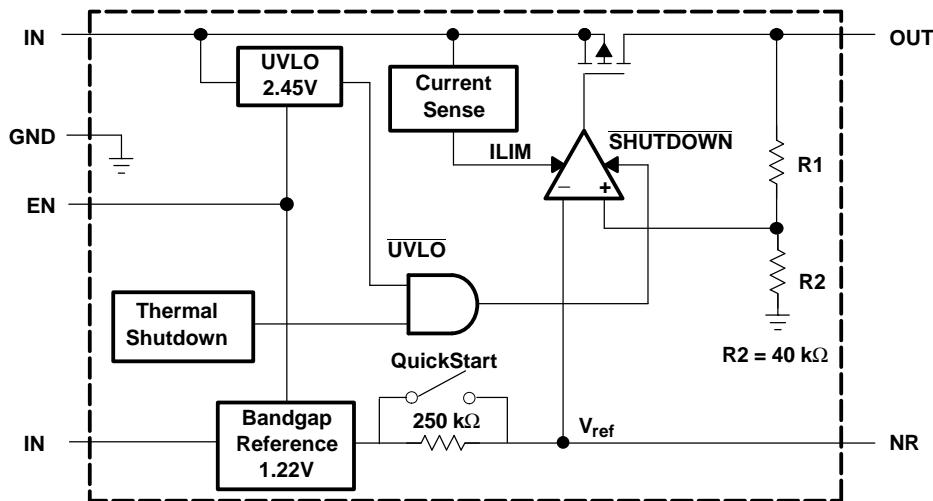 IN
OUT
UVLO
2.45V
Current
Sense
GND
SHUTDOWN
ILIM
R1
− +
EN
UVLO
R2
Thermal
Shutdown
R2 = 40 kΩ
QuickStart
250 kΩ
Bandgap
Reference
1.22V
Vref
IN
NR